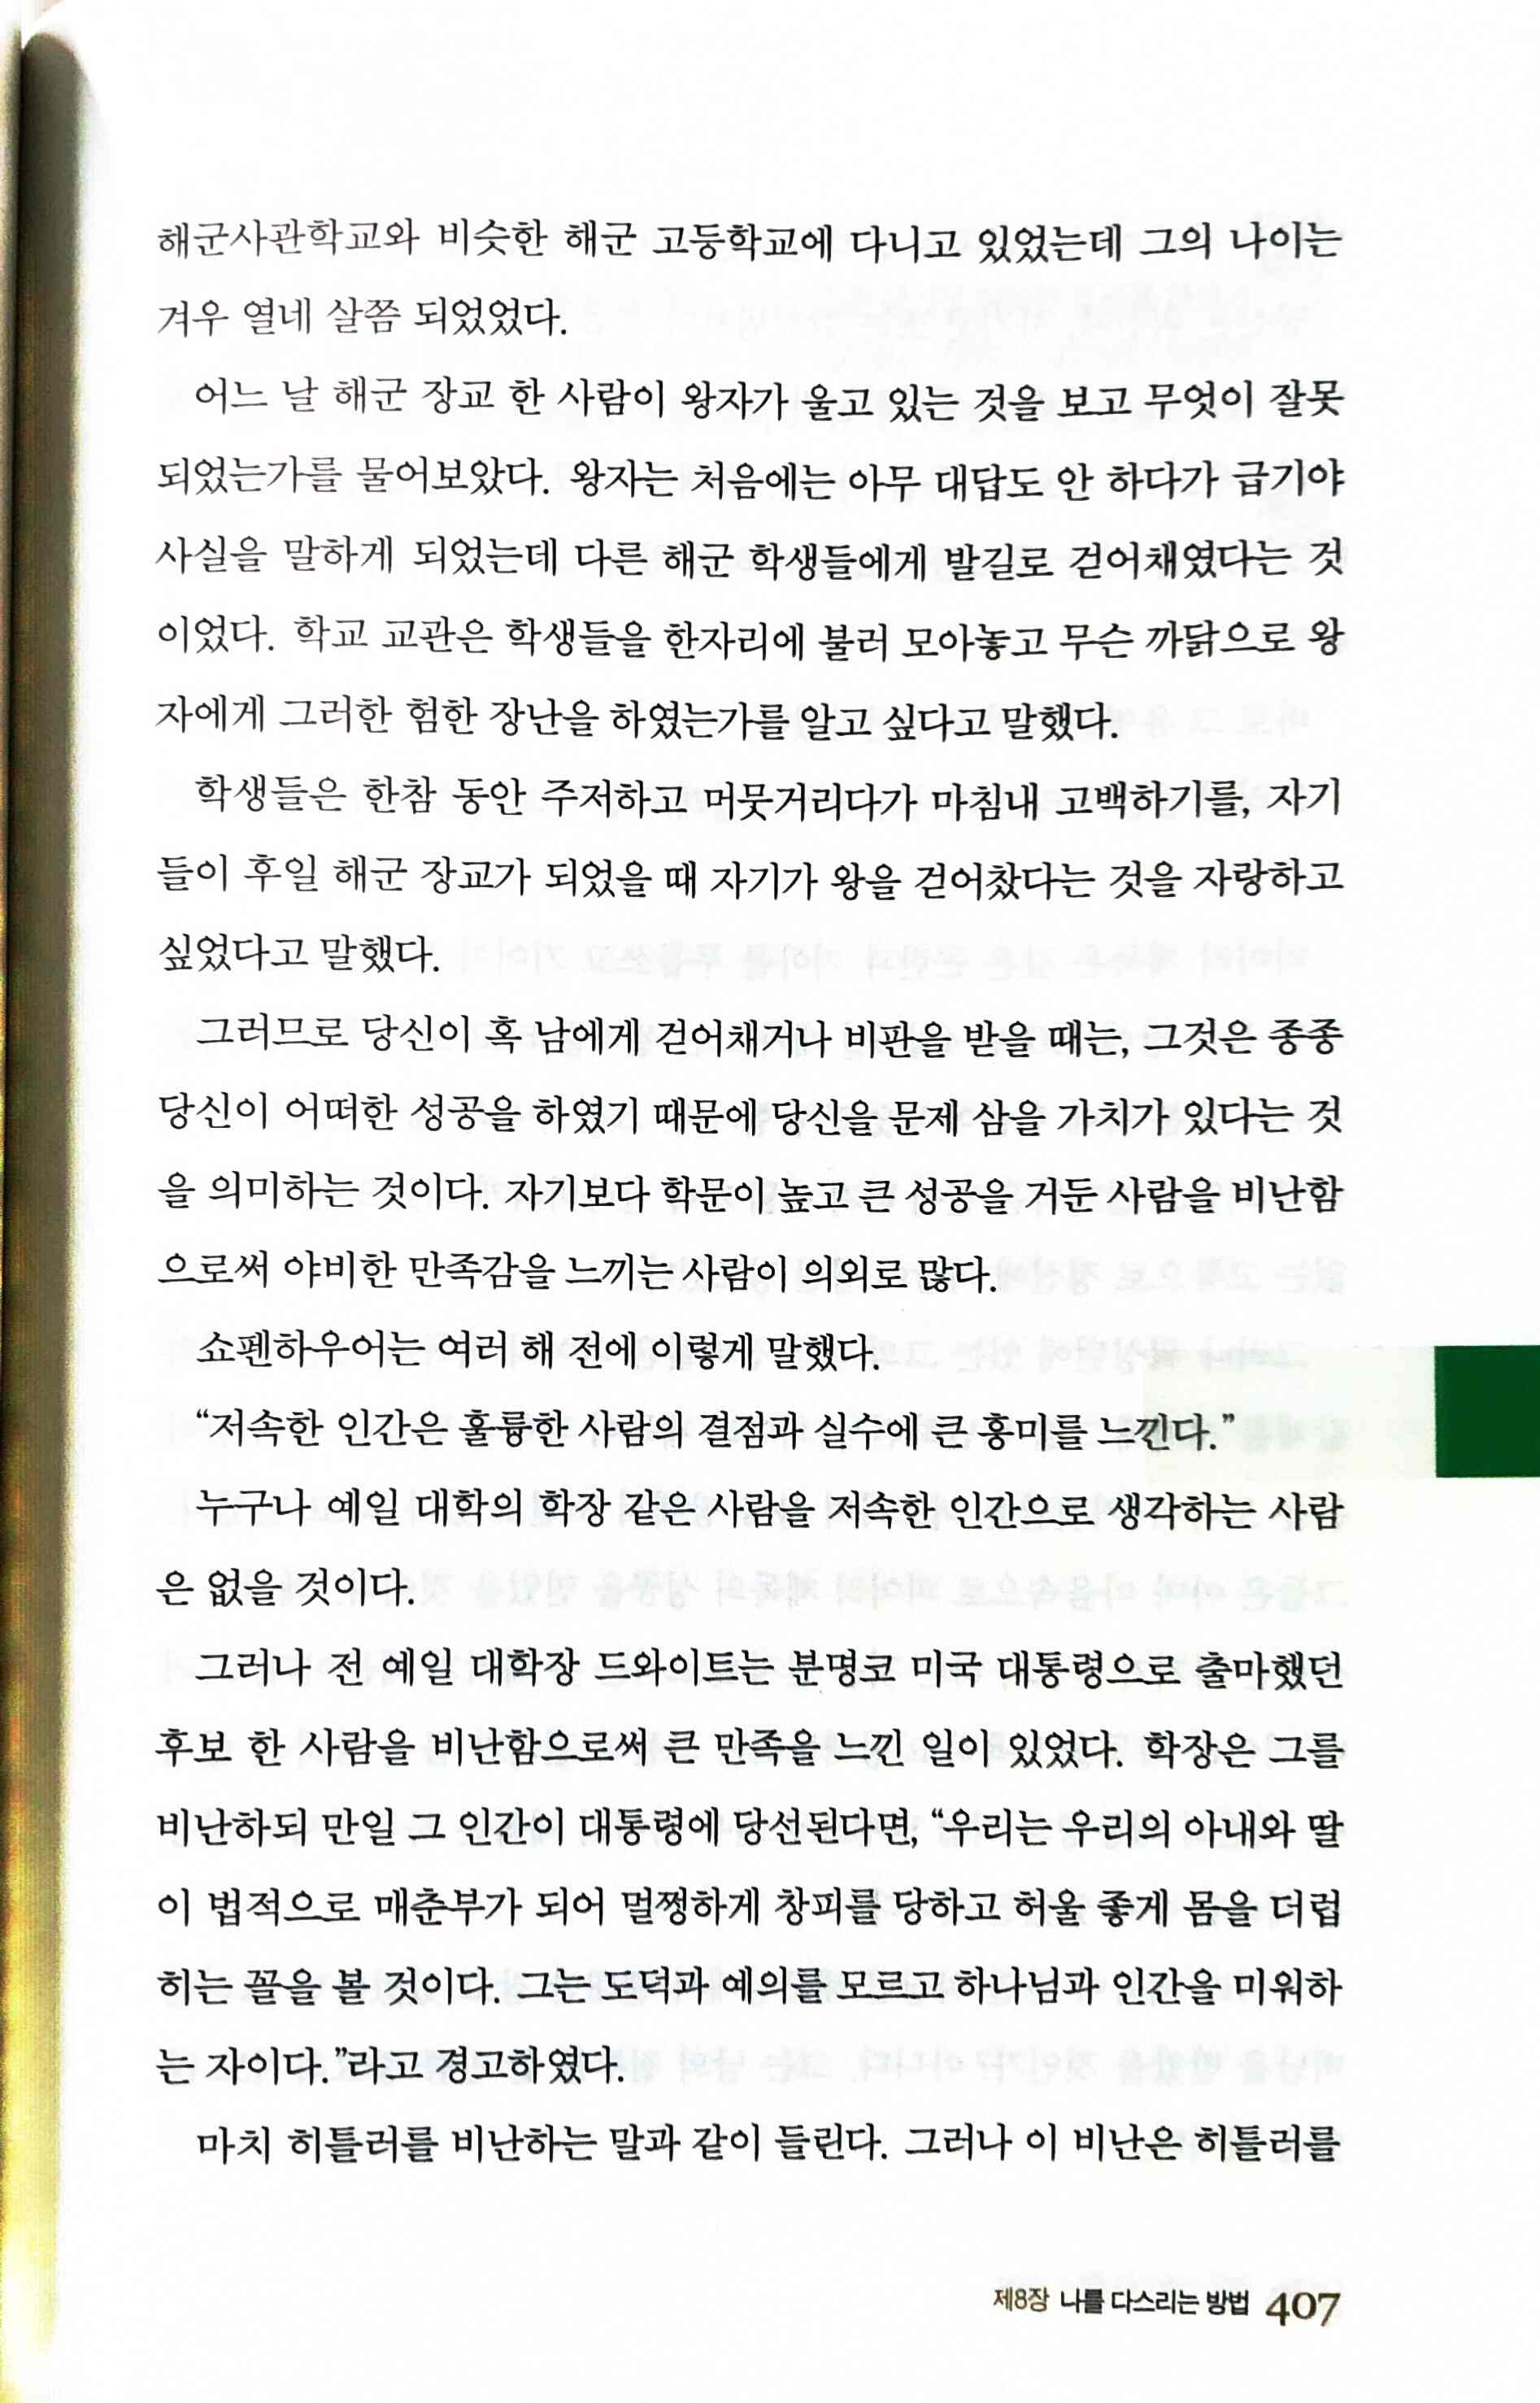 해군사관학교와 비슷한 해군 고등학교에 다니고 있었는데 그의 나이는
겨우 열네 살쯤 되었었다.
어느 날 해군 장교 한 사람이 왕자가 울고 있는 것을 보고 무엇이 잘못
되었는가를 물어보았다. 왕자는 처음에는 아무 대답도 안 하다가 급기야
사실을 말하게 되었는데 다른 해군 학생들에게 발길로 걷어채였다는 것
이었다. 학교 교관은 학생들을 한자리에 불러 모아놓고 무슨 까닭으로 왕
자에게 그러한 험한 장난을 하였는가를 알고 싶다고 말했다.
학생들은 한참 동안 주저하고 머뭇거리다가 마침내 고백하기를, 자기
들이 후일 해군 장교가 되었을 때 자기가 왕을 걷어찼다는 것을 자랑하고
싶었다고 말했다.
그러므로 당신이 혹 남에게 걷어채거나 비판을 받을 때는, 그것은 종종
당신이 어떠한 성공을 하였기 때문에 당신을 문제 삼을 가치가 있다는 것
을 의미하는 것이다. 자기보다 학문이 높고 큰 성공을 거둔 사람을 비난함
으로써 야비한 만족감을 느끼는 사람이 의외로 많다.
쇼펜하우어는 여러 해 전에 이렇게 말했다.
“저속한 인간은 훌륭한 사람의 결점과 실수에 큰 흥미를 느낀다.”
누구나 예일 대학의 학장 같은 사람을 저속한 인간으로 생각하는 사람
은 없을 것이다.
그러나 전 예일 대학장 드와이트는 분명코 미국 대통령으로 출마했던
후보 한 사람을 비난함으로써 큰 만족을 느낀 일이 있었다. 학장은 그를
비난하되 만일 그 인간이 대통령에 당선된다면, “우리는 우리의 아내와 딸
이 법적으로 매춘부가 되어 멀쩡하게 창피를 당하고 허울 좋게 몸을 더럽
히는 꼴을 볼 것이다. 그는 도덕과 예의를 모르고 하나님과 인간을 미워하
는 자이다.”라고 경고하였다.
마치 히틀러를 비난하는 말과 같이 들린다. 그러나 이 비난은 히틀러를
제8장 나를 다스리는 방법 407